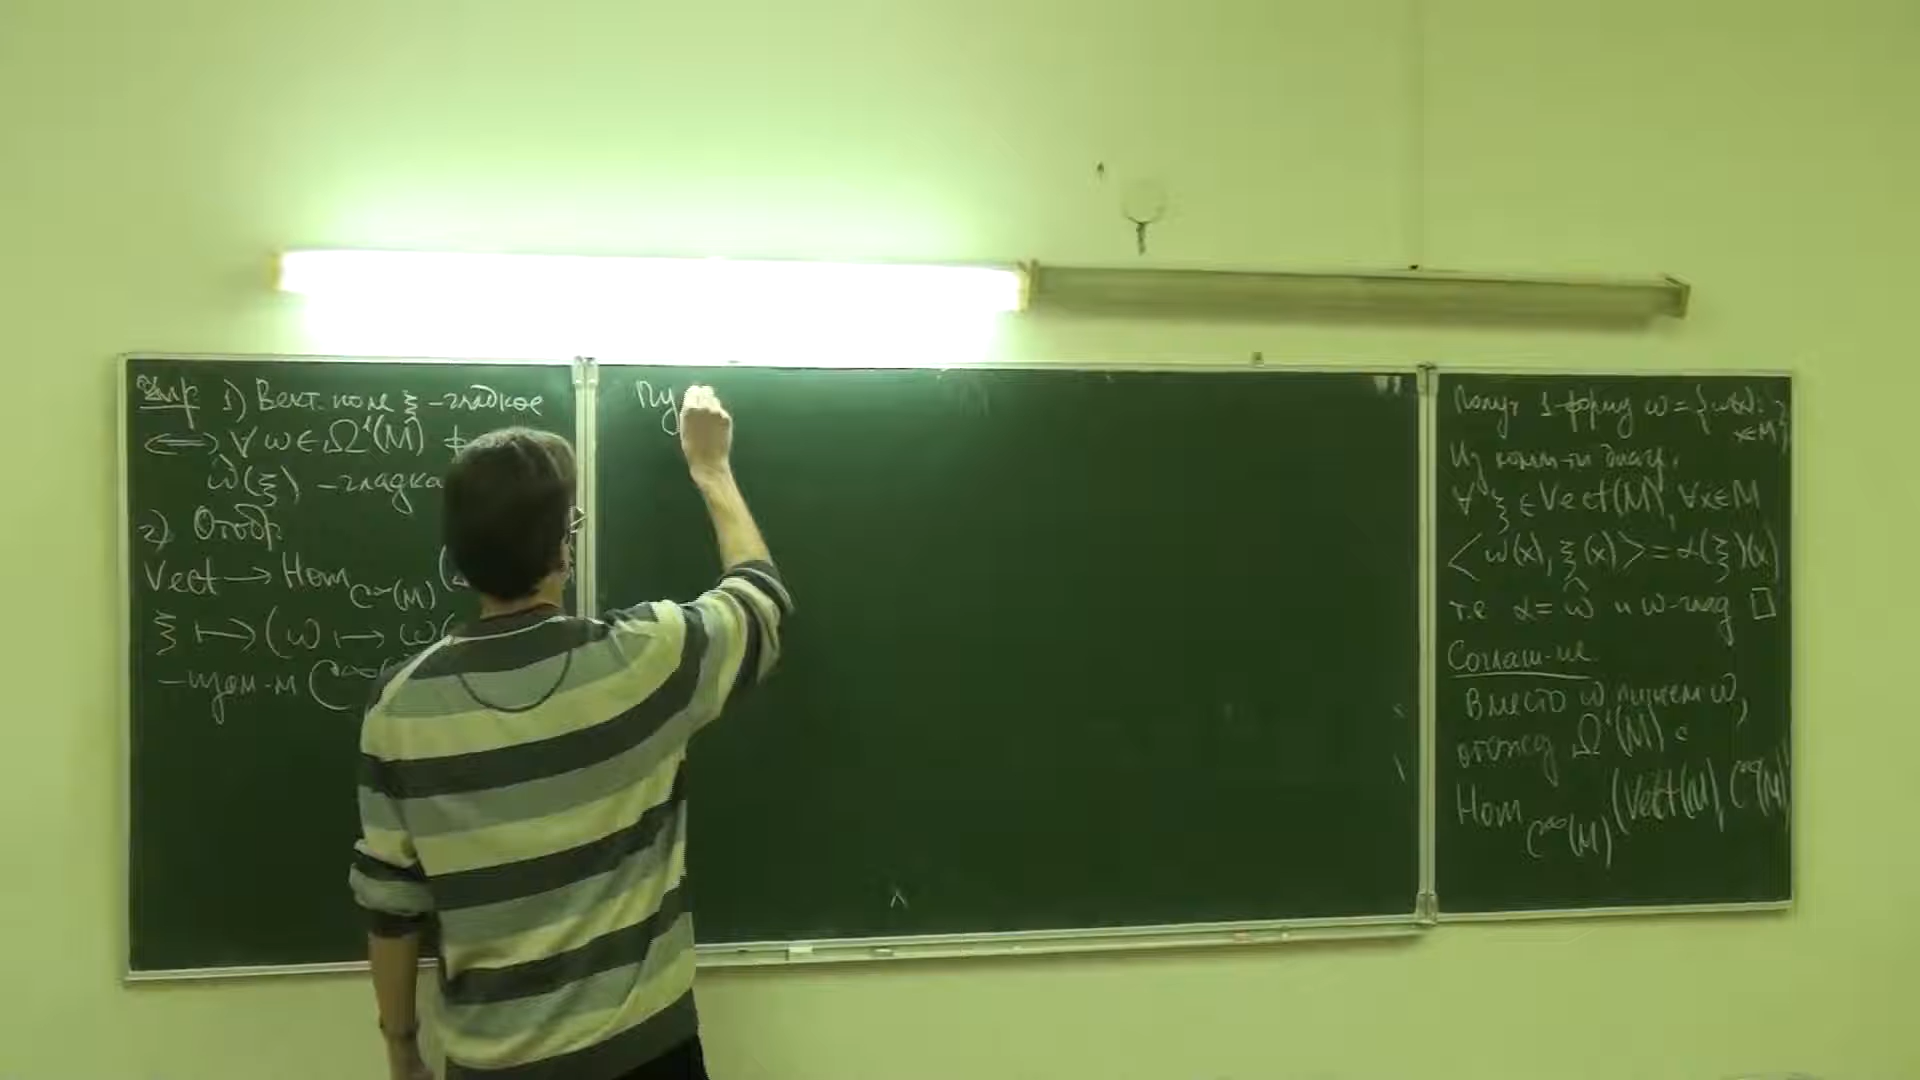 Упр 1) Вект. поле ξ – гладкое
⟺ ∀ω∈Ω¹(M) ф
ω̂(ξ) – гладка
2) Отобр.
Vect → Hom_{C^∞(M)}(
ξ ↦ (ω ↦ ω(
– изом-м C^∞
Пу
Получ 1-форму ω = {ω(x):
x∈M}
Из комм-ти диагр.
∀ ξ ∈ Vect(M), ∀x∈M
<ω(x), ξ(x)> = α(ξ)(x)
т.е α = ω̂ и ω-глад □
Соглаш-ие.
Вместо ω̂ пишем ω,
отожд Ω¹(M) с
Hom_{C^∞(M)}(Vect(M), C^∞(M))